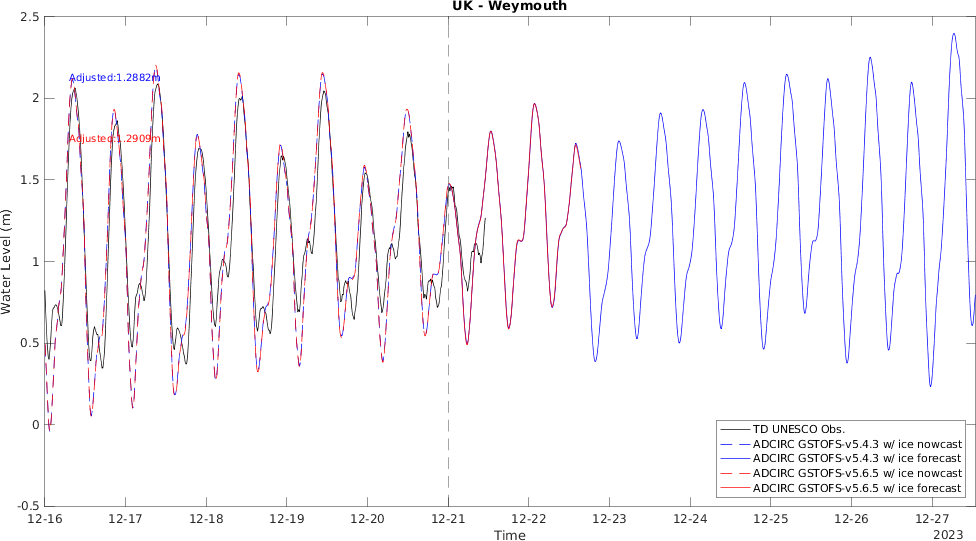 UK - Weymouth
2.5
2
1.5
1
0.5
0
-0.5
Water Level (m)
Adjusted:1.2882m
Adjusted:1.2909m
TD UNESCO Obs.
ADCIRC GSTOFS-v5.4.3 w/ ice nowcast
ADCIRC GSTOFS-v5.4.3 w/ ice forecast
ADCIRC GSTOFS-v5.6.5 w/ ice nowcast
ADCIRC GSTOFS-v5.6.5 w/ ice forecast
12-16 12-17 12-18 12-19 12-20 12-21 12-22 12-23 12-24 12-25 12-26 12-27
Time
2023